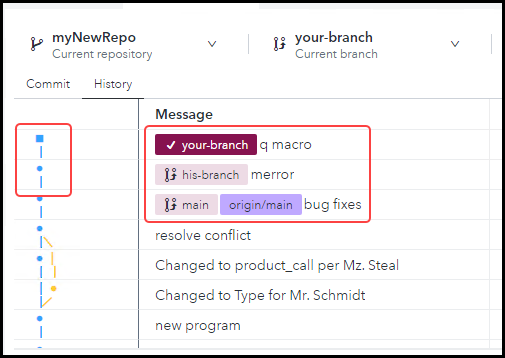 myNewRepo
Current repository
your-branch
Current branch
Commit History
Message
your-branch q macro
his-branch merror
main origin/main bug fixes
resolve conflict
Changed to product_call per Mz. Steal
Changed to Type for Mr. Schmidt
new program